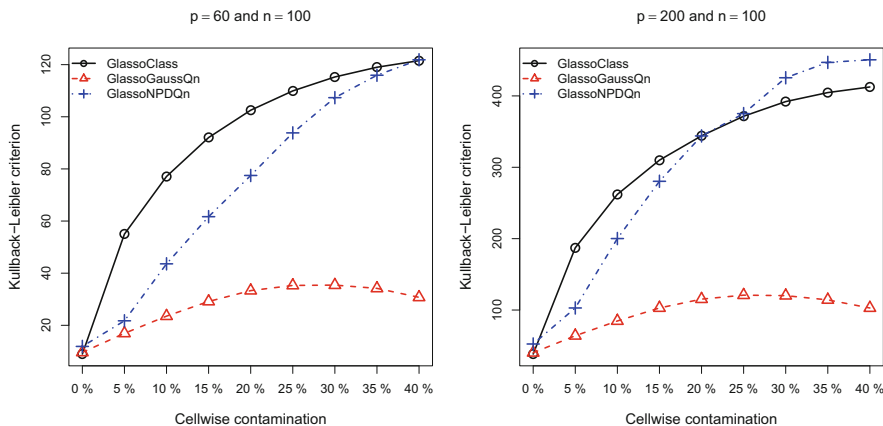 p = 60 and n = 100
GlassoClass
GlassoGaussQn
GlassoNPDQn
Kullback−Leibler criterion
120
100
80
60
40
20
0 % 5 % 10 % 15 % 20 % 25 % 30 % 35 % 40 %
Cellwise contamination
p = 200 and n = 100
GlassoClass
GlassoGaussQn
GlassoNPDQn
Kullback−Leibler criterion
400
300
200
100
0 % 5 % 10 % 15 % 20 % 25 % 30 % 35 % 40 %
Cellwise contamination